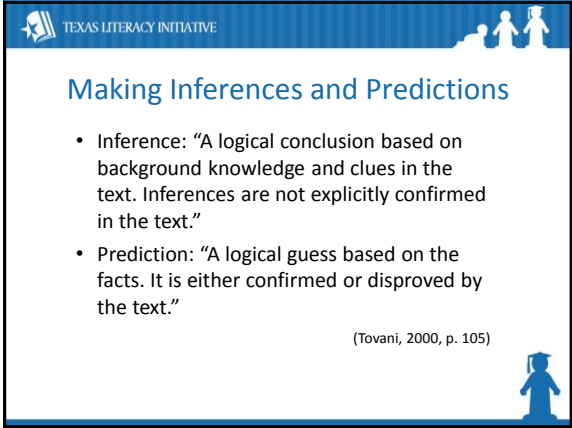 TEXAS LITERACY INITIATIVE
Making Inferences and Predictions
• Inference: “A logical conclusion based on
background knowledge and clues in the
text. Inferences are not explicitly confirmed
in the text.”
• Prediction: “A logical guess based on the
facts. It is either confirmed or disproved by
the text.”
(Tovani, 2000, p. 105)